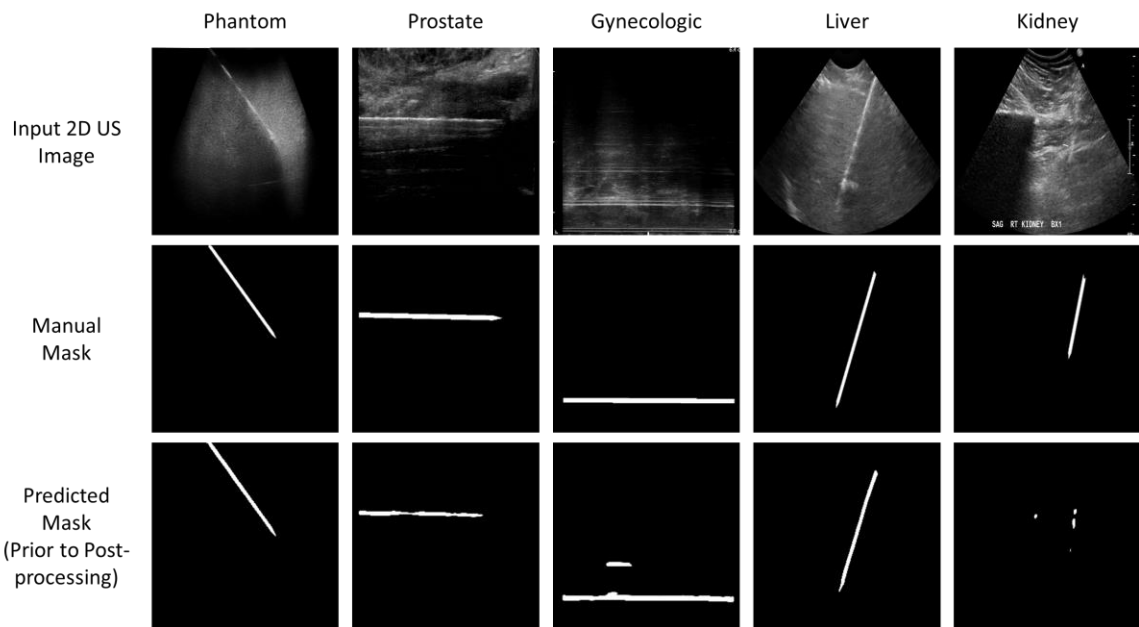 Phantom
Prostate
Gynecologic
Liver
Kidney
Input 2D US
Image
SAG RT KIDNEY BX1
Manual
Mask
Predicted
Mask
(Prior to Post-
processing)